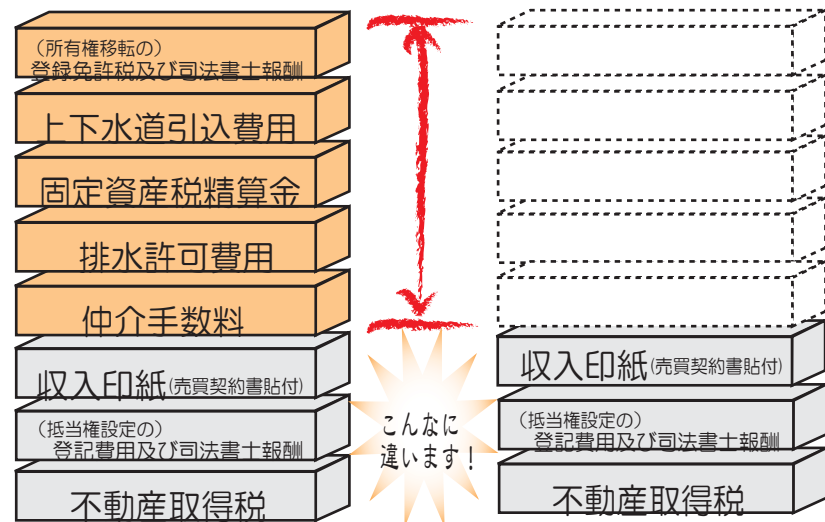 (所有権移転の)
登録免許税及び司法書士報酬
上下水道引込費用
固定資産税精算金
排水許可費用
仲介手数料
収入印紙(売買契約書貼付)
(抵当権設定の)
登記費用及び司法書士報酬
不動産取得税
こんなに
違います!
収入印紙(売買契約書貼付)
(抵当権設定の)
登記費用及び司法書士報酬
不動産取得税